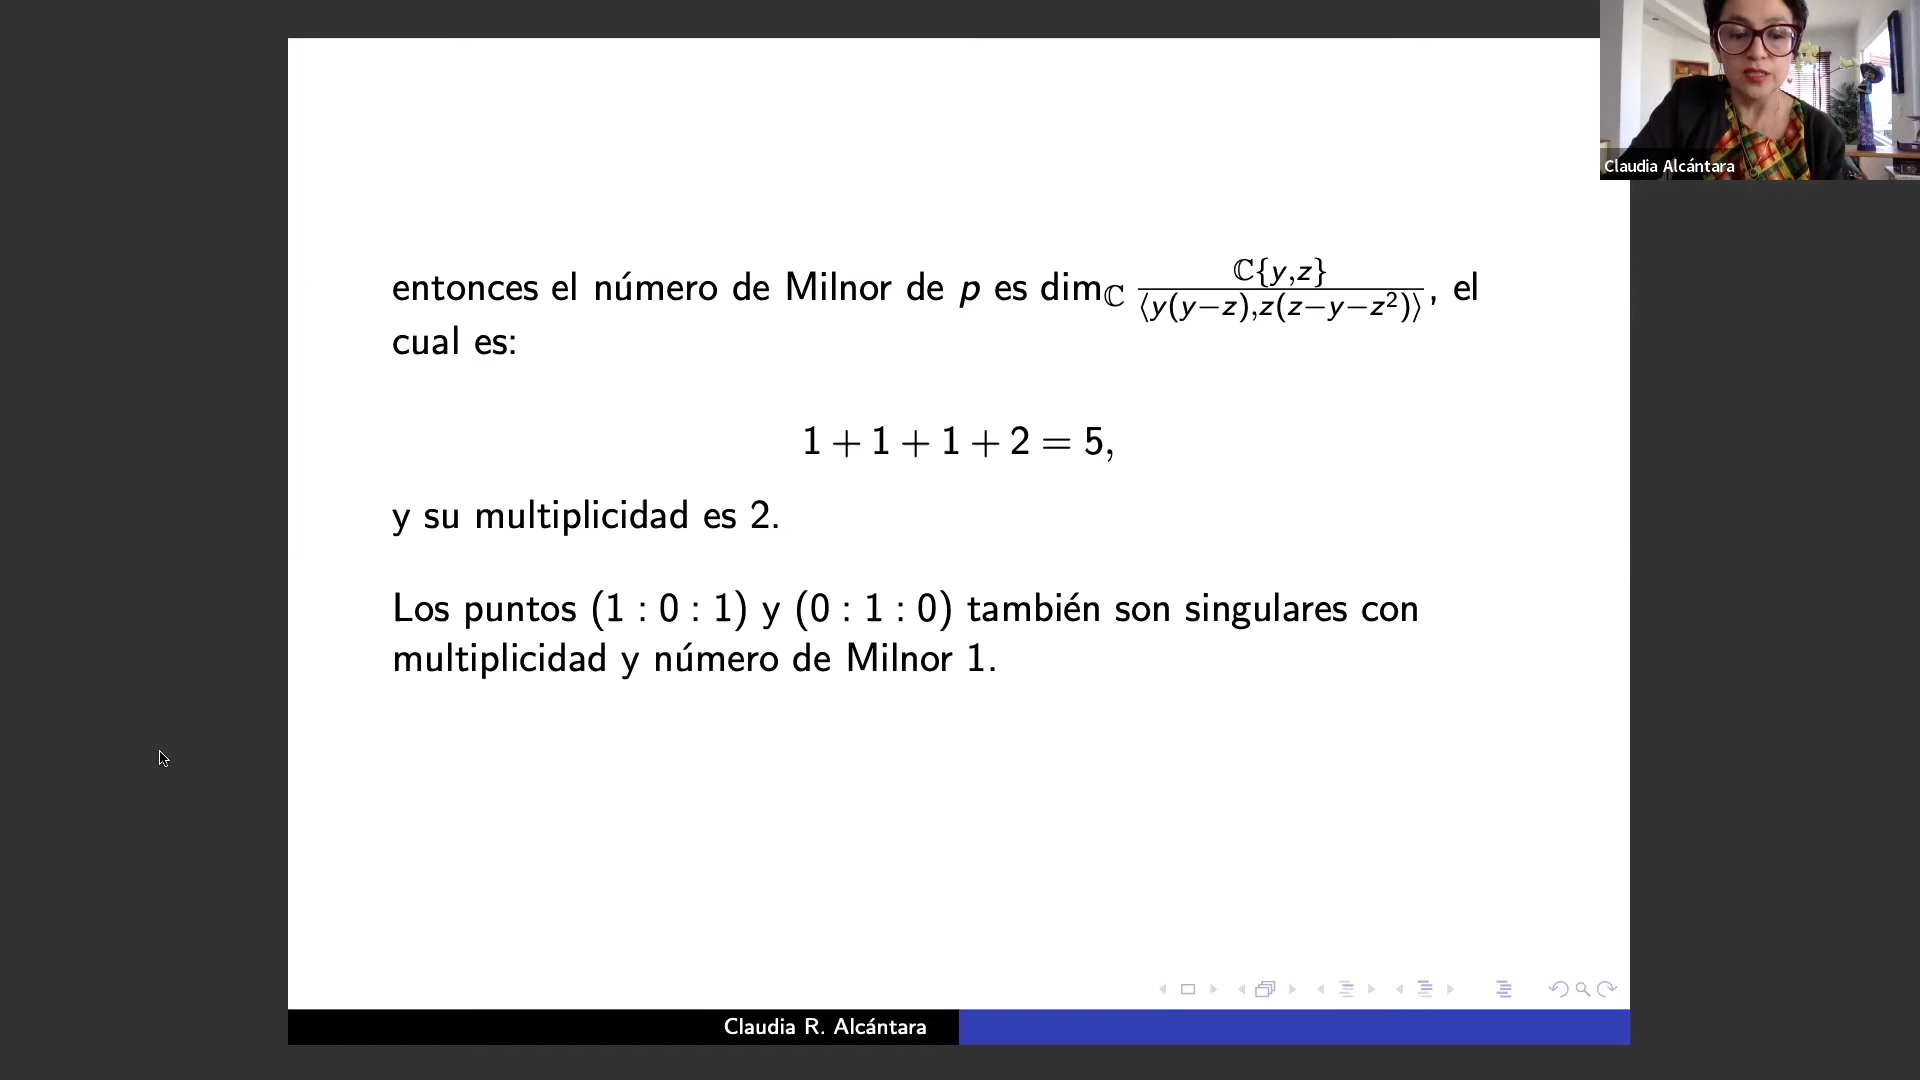 Claudia Alcántara
entonces el número de Milnor de p es dim_ℂ ℂ{y,z} / ⟨y(y−z),z(z−y−z²)⟩, el
cual es:
1 + 1 + 1 + 2 = 5,
y su multiplicidad es 2.
Los puntos (1 : 0 : 1) y (0 : 1 : 0) también son singulares con
multiplicidad y número de Milnor 1.
Claudia R. Alcántara